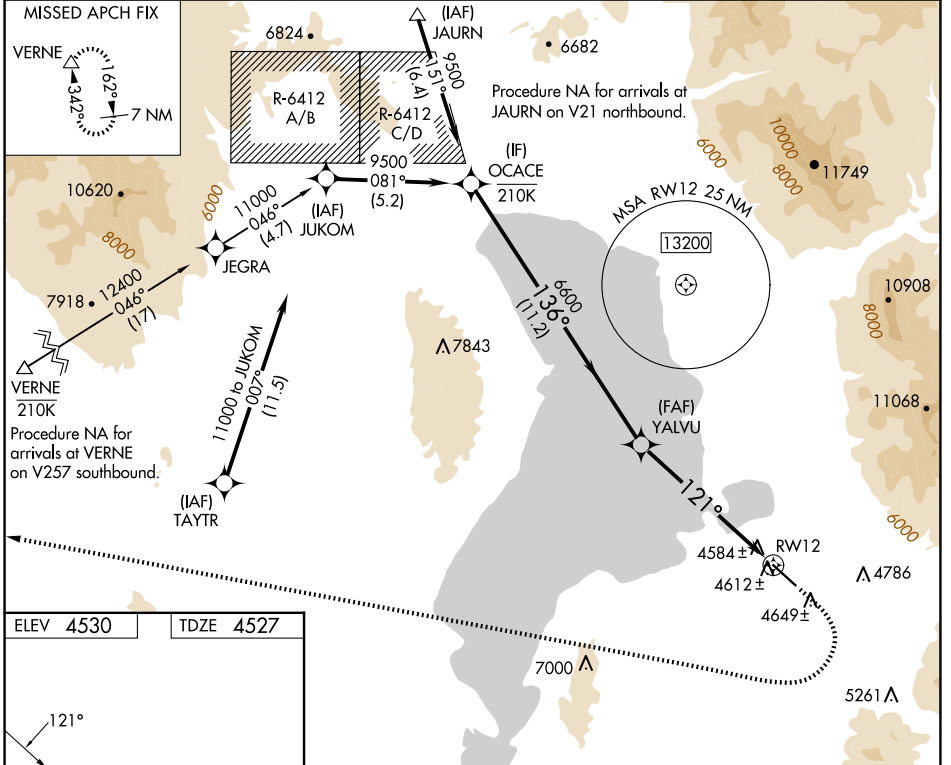 MISSED APCH FIX
VERNE
162°
342°
7 NM
6824
(IAF)
JAURN
9500
151°
(6.4)
6682
Procedure NA for arrivals at
JAURN on V21 northbound.
R-6412
A/B
R-6412
C/D
9500
081°
(5.2)
(IF)
OCACE
210K
6000
10000
8000
11749
10620
6000
8000
11000
046°
(4.7)
(IAF)
JUKOM
JEGRA
MSA RW12 25 NM
13200
7918
12400
046°
(17)
VERNE
210K
Procedure NA for
arrivals at VERNE
on V257 southbound.
11000 to JUKOM
007°
(11.5)
(IAF)
TAYTR
7843
6600
136°
(11.2)
10908
8000
11068
(FAF)
YALVU
121°
6000
4584±
RW12
4612±
4786
4649±
7000
5261
ELEV 4530
TDZE 4527
121°